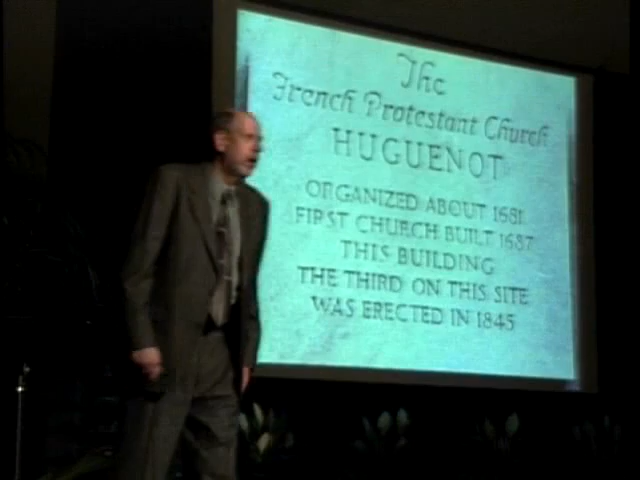 The
French Protestant Church
HUGUENOT
ORGANIZED ABOUT 1681
FIRST CHURCH BUILT 1687
THIS BUILDING
THE THIRD ON THIS SITE
WAS ERECTED IN 1845